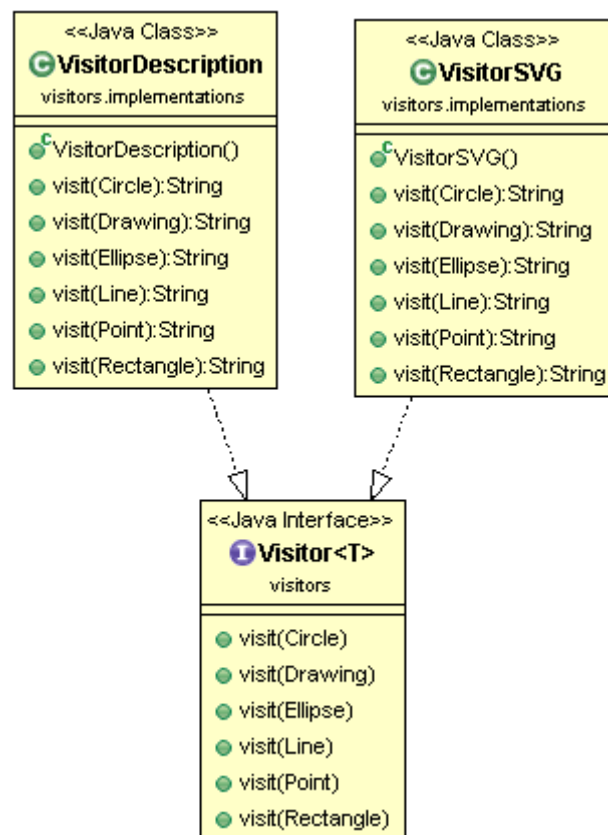 <<Java Class>>
VisitorDescription
visitors.implementations
VisitorDescription()
visit(Circle):String
visit(Drawing):String
visit(Ellipse):String
visit(Line):String
visit(Point):String
visit(Rectangle):String
<<Java Class>>
VisitorSVG
visitors.implementations
VisitorSVG()
visit(Circle):String
visit(Drawing):String
visit(Ellipse):String
visit(Line):String
visit(Point):String
visit(Rectangle):String
<<Java Interface>>
Visitor<T>
visitors
visit(Circle)
visit(Drawing)
visit(Ellipse)
visit(Line)
visit(Point)
visit(Rectangle)